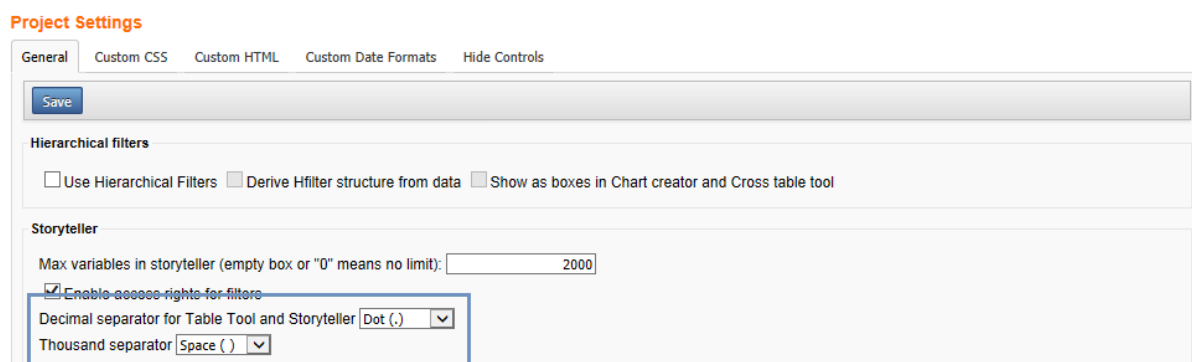 Project Settings
General Custom CSS Custom HTML Custom Date Formats Hide Controls
Save
Hierarchical filters
Use Hierarchical Filters Derive Hfilter structure from data Show as boxes in Chart creator and Cross table tool
Storyteller
Max variables in storyteller (empty box or "0" means no limit): 2000
Enable access rights for filters
Decimal separator for Table Tool and Storyteller Dot (.)
Thousand separator Space ( )